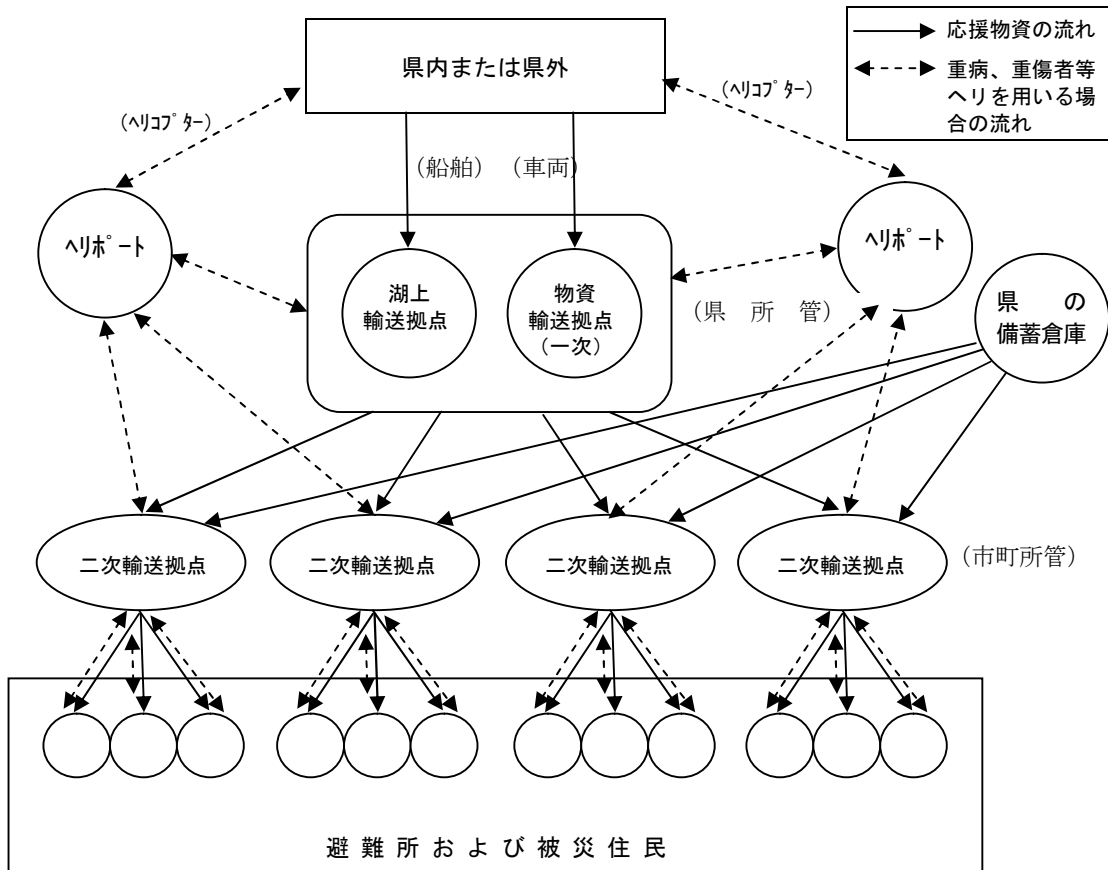 県内または県外
応援物資の流れ
重病、重傷者等
ヘリを用いる場
合の流れ
(ﾍﾘｺﾌﾟﾀｰ)
(ﾍﾘｺﾌﾟﾀｰ)
（船舶）
（車両）
ﾍﾘﾎﾟｰﾄ
ﾍﾘﾎﾟｰﾄ
湖上
輸送拠点
物資
輸送拠点
（一次）
（県　所　管）
県　の
備蓄倉庫
二次輸送拠点
二次輸送拠点
二次輸送拠点
二次輸送拠点
（市町所管）
避難所および被災住民